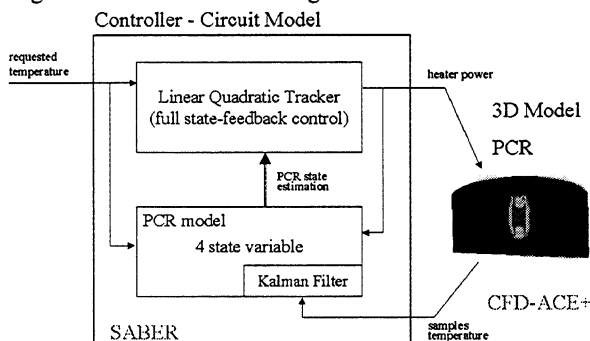 Controller - Circuit Model
requested
temperature
Linear Quadratic Tracker
(full state-feedback control)
heater power
3D Model
PCR
PCR state
estimation
PCR model
4 state variable
Kalman Filter
CFD-ACE+
SABER
samples
temperature